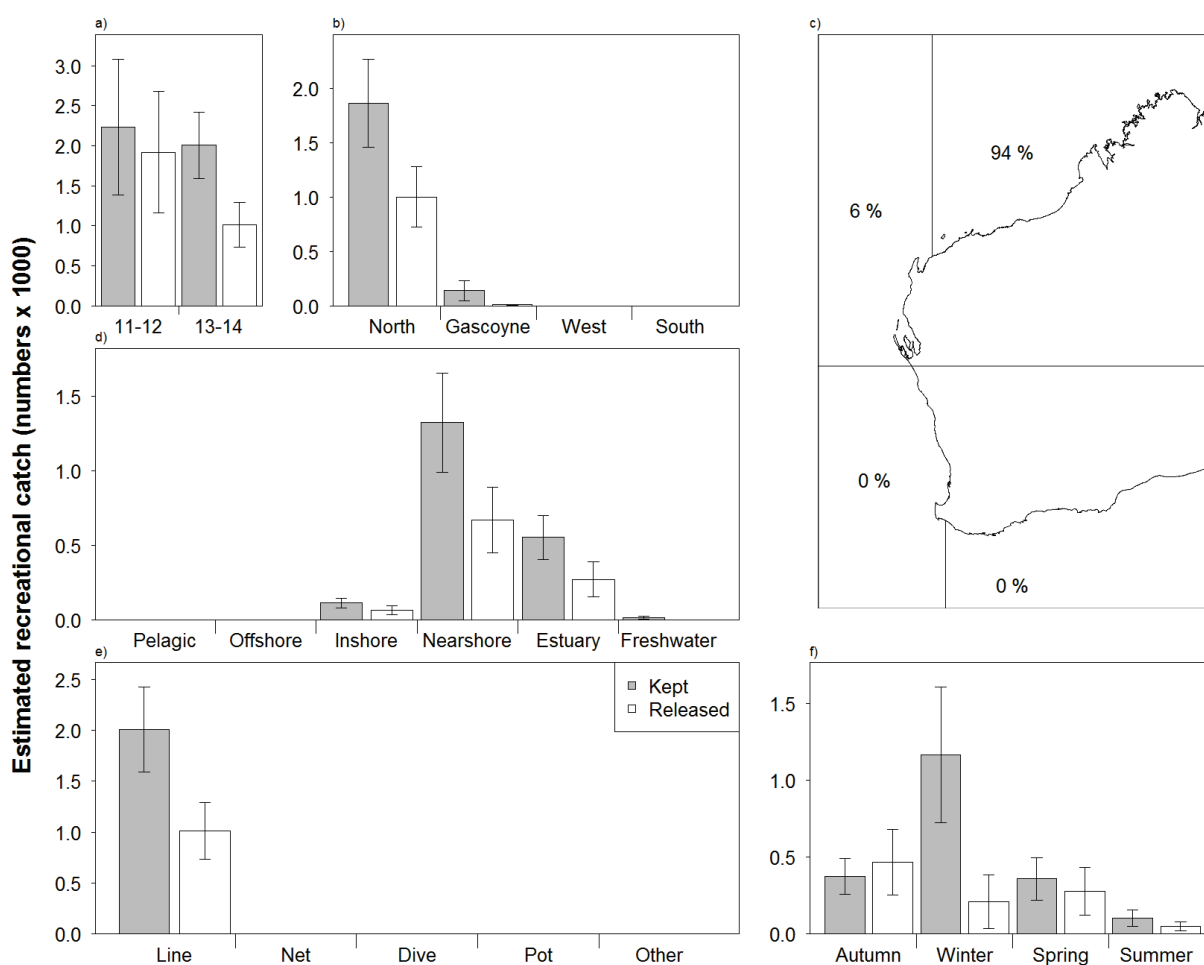 Estimated recreational catch (numbers x 1000)
a)
3.0
2.5
2.0
1.5
1.0
0.5
0.0
11-12 13-14
b)
2.0
1.5
1.0
0.5
0.0
North Gascoyne West South
c)
94 %
6 %
0 %
0 %
d)
1.5
1.0
0.5
0.0
Pelagic Offshore Inshore Nearshore Estuary Freshwater
e)
2.5
2.0
1.5
1.0
0.5
0.0
Kept
Released
Line Net Dive Pot Other
f)
1.5
1.0
0.5
0.0
Autumn Winter Spring Summer